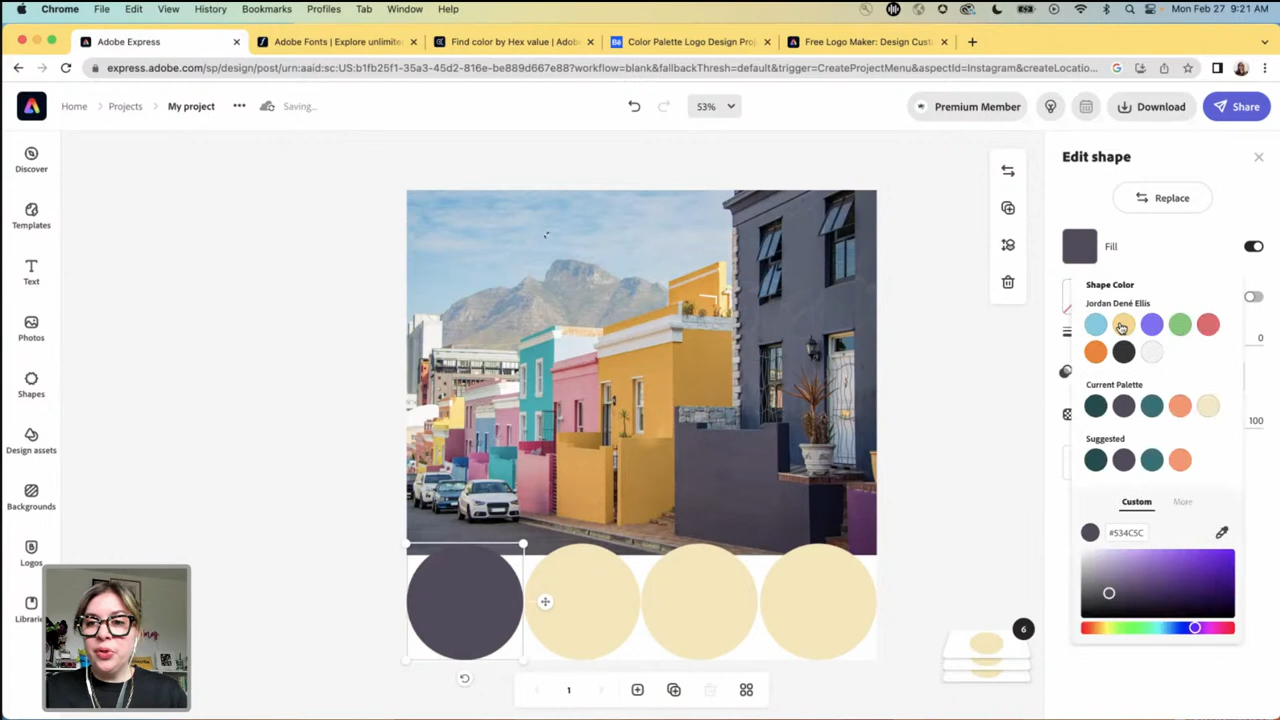 Chrome File Edit View History Bookmarks Profiles Tab Window Help Mon Feb 27 9:21 AM
Adobe Express Adobe Fonts | Explore unlimite Find color by Hex value | Adob Color Palette Logo Design Proj Free Logo Maker: Design Cust
express.adobe.com/sp/design/post/urn:aaid:sc:US:b1fb25f1-35a3-45d2-816e-be889d667e88?workflow=blank&fallbackThresh=default&trigger=CreateProjectMenu&aspectId=Instagram&createLocatio...
Home Projects My project ••• Saving... 53% Premium Member Download Share
Discover
Templates
Text
Photos
Shapes
Design assets
Backgrounds
Logos
Librari
1
6
Edit shape
Replace
Fill
Shape Color
Jordan Dené Ellis
0
Current Palette
100
Suggested
Custom More
#534C5C